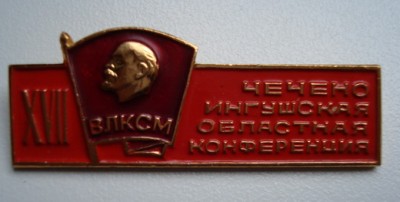 XVII
ВЛКСМ
ЧЕЧЕНО
ИНГУШСКАЯ
ОБЛАСТНАЯ
КОНФЕРЕНЦИЯ